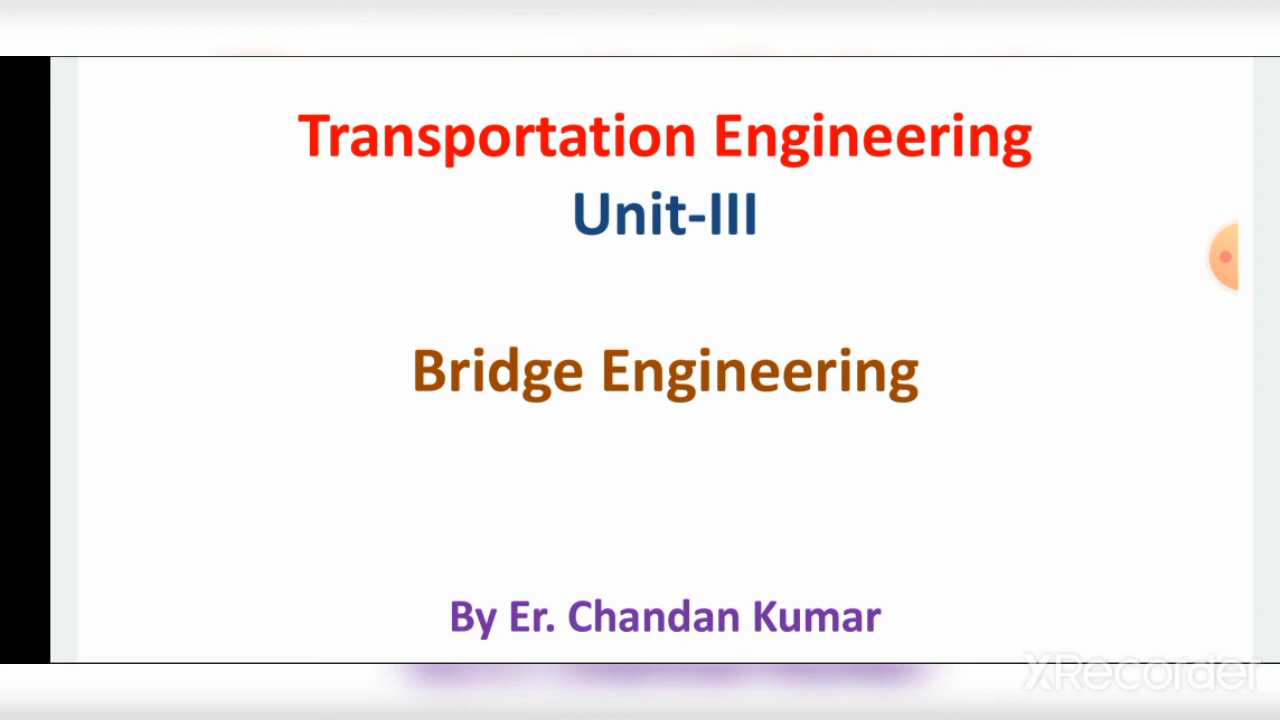 Transportation Engineering
Unit-III
Bridge Engineering
By Er. Chandan Kumar
XRecorder